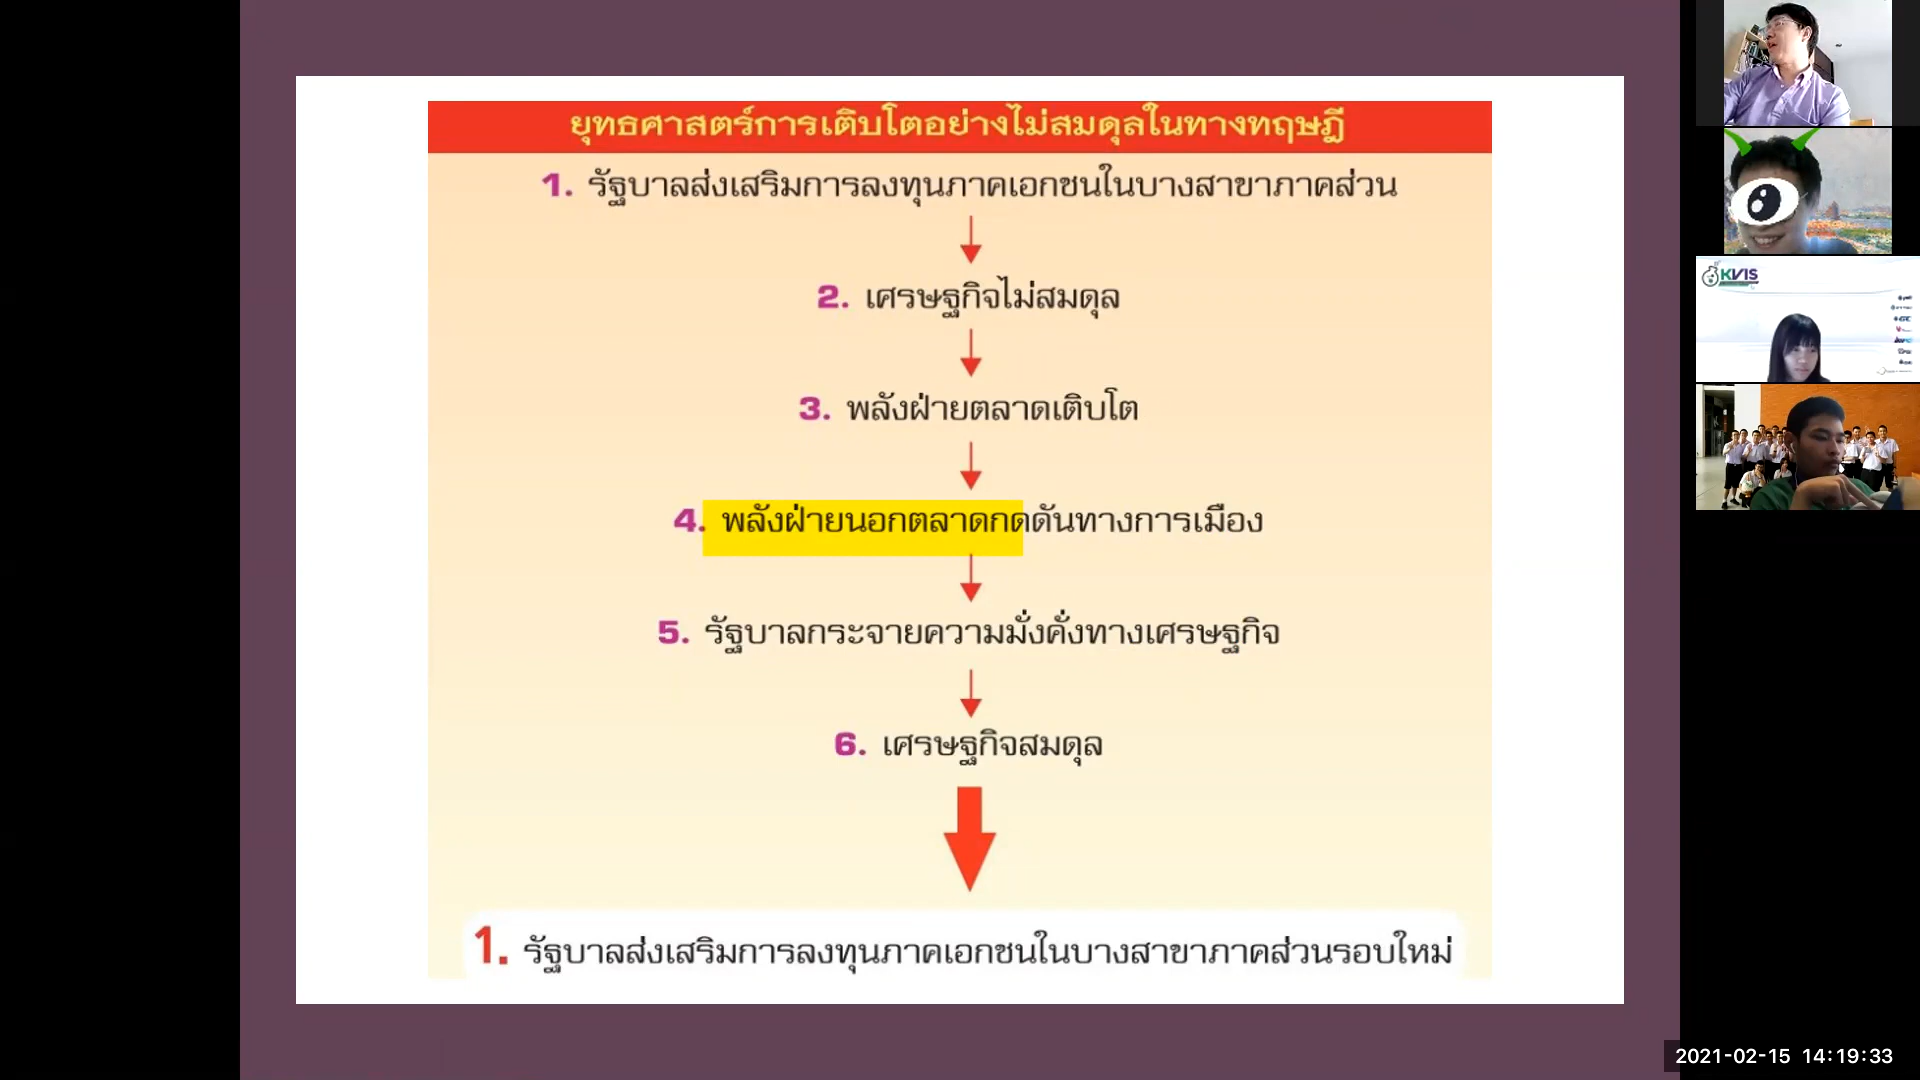 ยุทธศาสตร์การเติบโตอย่างไม่สมดุลในทางทฤษฎี
1. รัฐบาลส่งเสริมการลงทุนภาคเอกชนในบางสาขาภาคส่วน
2. เศรษฐกิจไม่สมดุล
3. พลังฝ่ายตลาดเติบโต
4. พลังฝ่ายนอกตลาดกดดันทางการเมือง
5. รัฐบาลกระจายความมั่งคั่งทางเศรษฐกิจ
6. เศรษฐกิจสมดุล
1. รัฐบาลส่งเสริมการลงทุนภาคเอกชนในบางสาขาภาคส่วนรอบใหม่
KVIS
2021-02-15 14:19:33